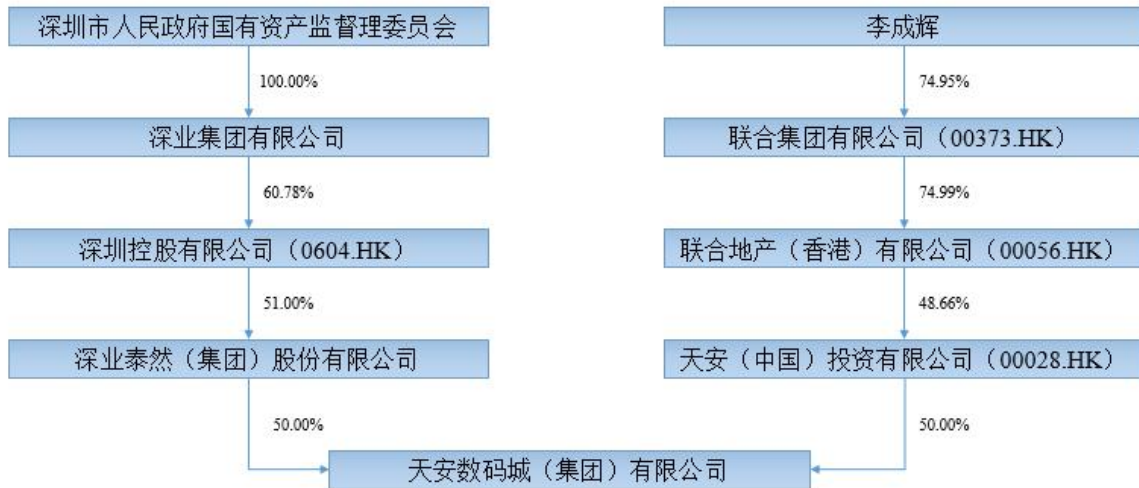 深圳市人民政府国有资产监督理委员会
李成辉
100.00%
74.95%
深业集团有限公司
联合集团有限公司（00373.HK）
60.78%
74.99%
深圳控股有限公司（0604.HK）
联合地产（香港）有限公司（00056.HK）
51.00%
48.66%
深业泰然（集团）股份有限公司
天安（中国）投资有限公司（00028.HK）
50.00%
50.00%
天安数码城（集团）有限公司